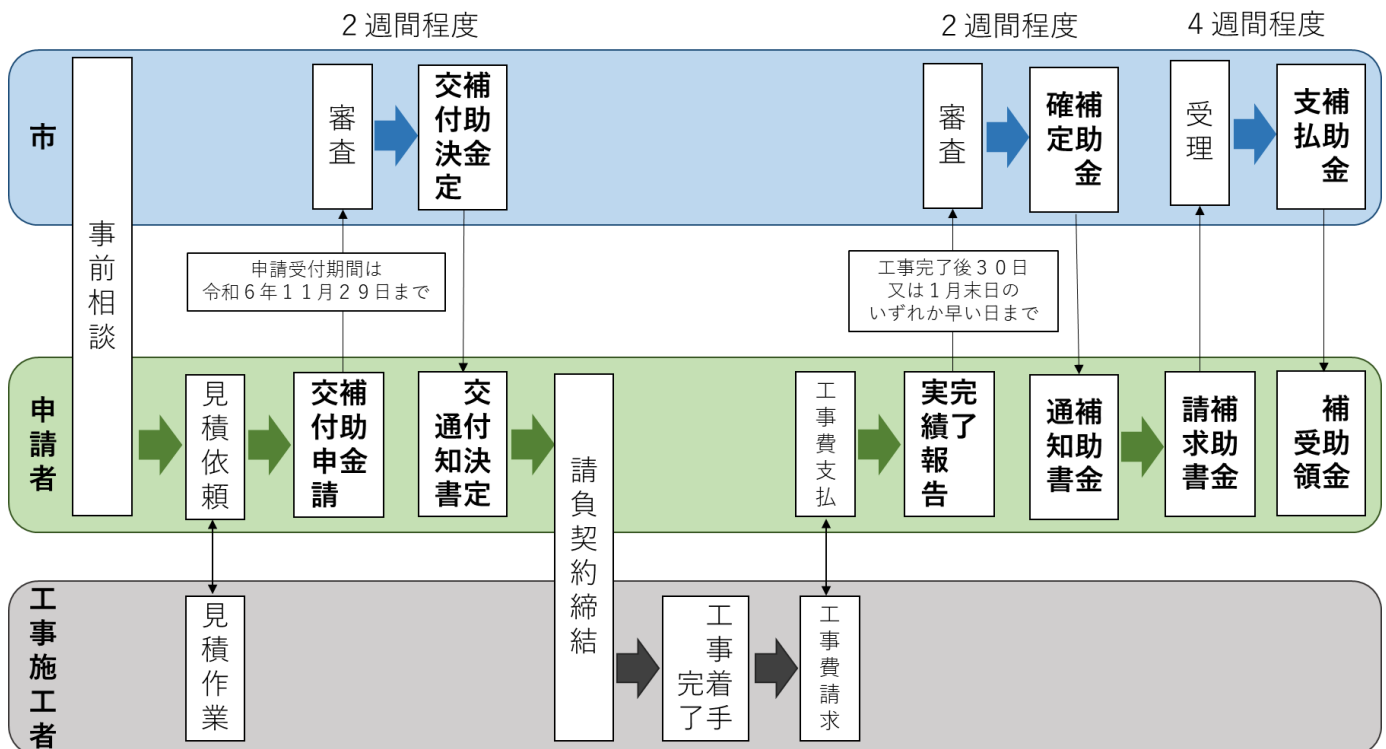 ２週間程度
２週間程度
４週間程度
市
事前相談
審査
補助金
交付決定
審査
補助金
確定
受理
補助金
支払
申請受付期間は
令和６年１１月２９日まで
工事完了後３０日
又は１月末日の
いずれか早い日まで
申請者
見積依頼
補助金
交付申請
交付決定
通知書
請負契約締結
工事費支払
完了
実績報告
補助金
通知書
補助金
請求書
補助金
受領
工事施工者
見積作業
工事着手
完了
工事費請求